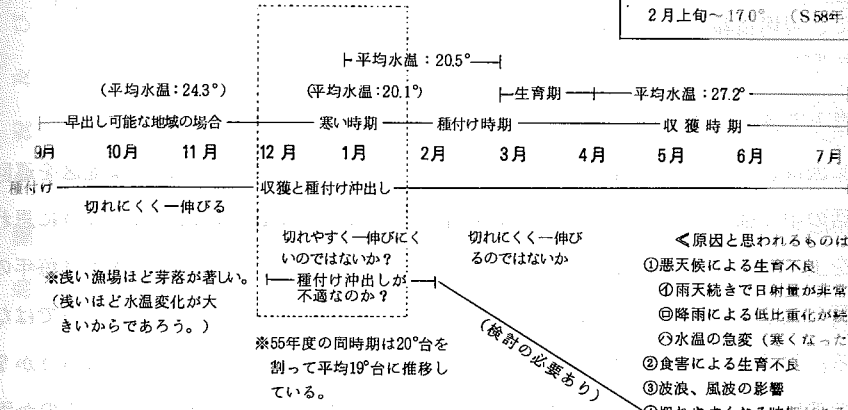 2月上旬~17.0° (S58年
平均水温:20.5°
(平均水温:24.3°)
(平均水温:20.1°)
生育期
平均水温:27.2°
早出し可能な地域の場合
寒い時期
種付け時期
収穫時期
9月 10月 11月 12月 1月 2月 3月 4月 5月 6月 7月
種付け
収穫と種付け沖出し
切れにくく一伸びる
切れやすく一伸びにく
いのではないか?
切れにくく一伸び
るのではないか
種付け沖出しが
不適なのか?
※浅い漁場ほど芽落が著しい。
(浅いほど水温変化が大
きいからであろう。)
※55年度の同時期は20°台を
割って平均19°台に推移し
ている。
(検討の必要あり)
≪原因と思われるものは
①悪天候による生育不良
㋑雨天続きで日射量が非常
㋺降雨による低比重化が続
㋩水温の急変(寒くなった
②食害による生育不良
③波浪、風波の影響